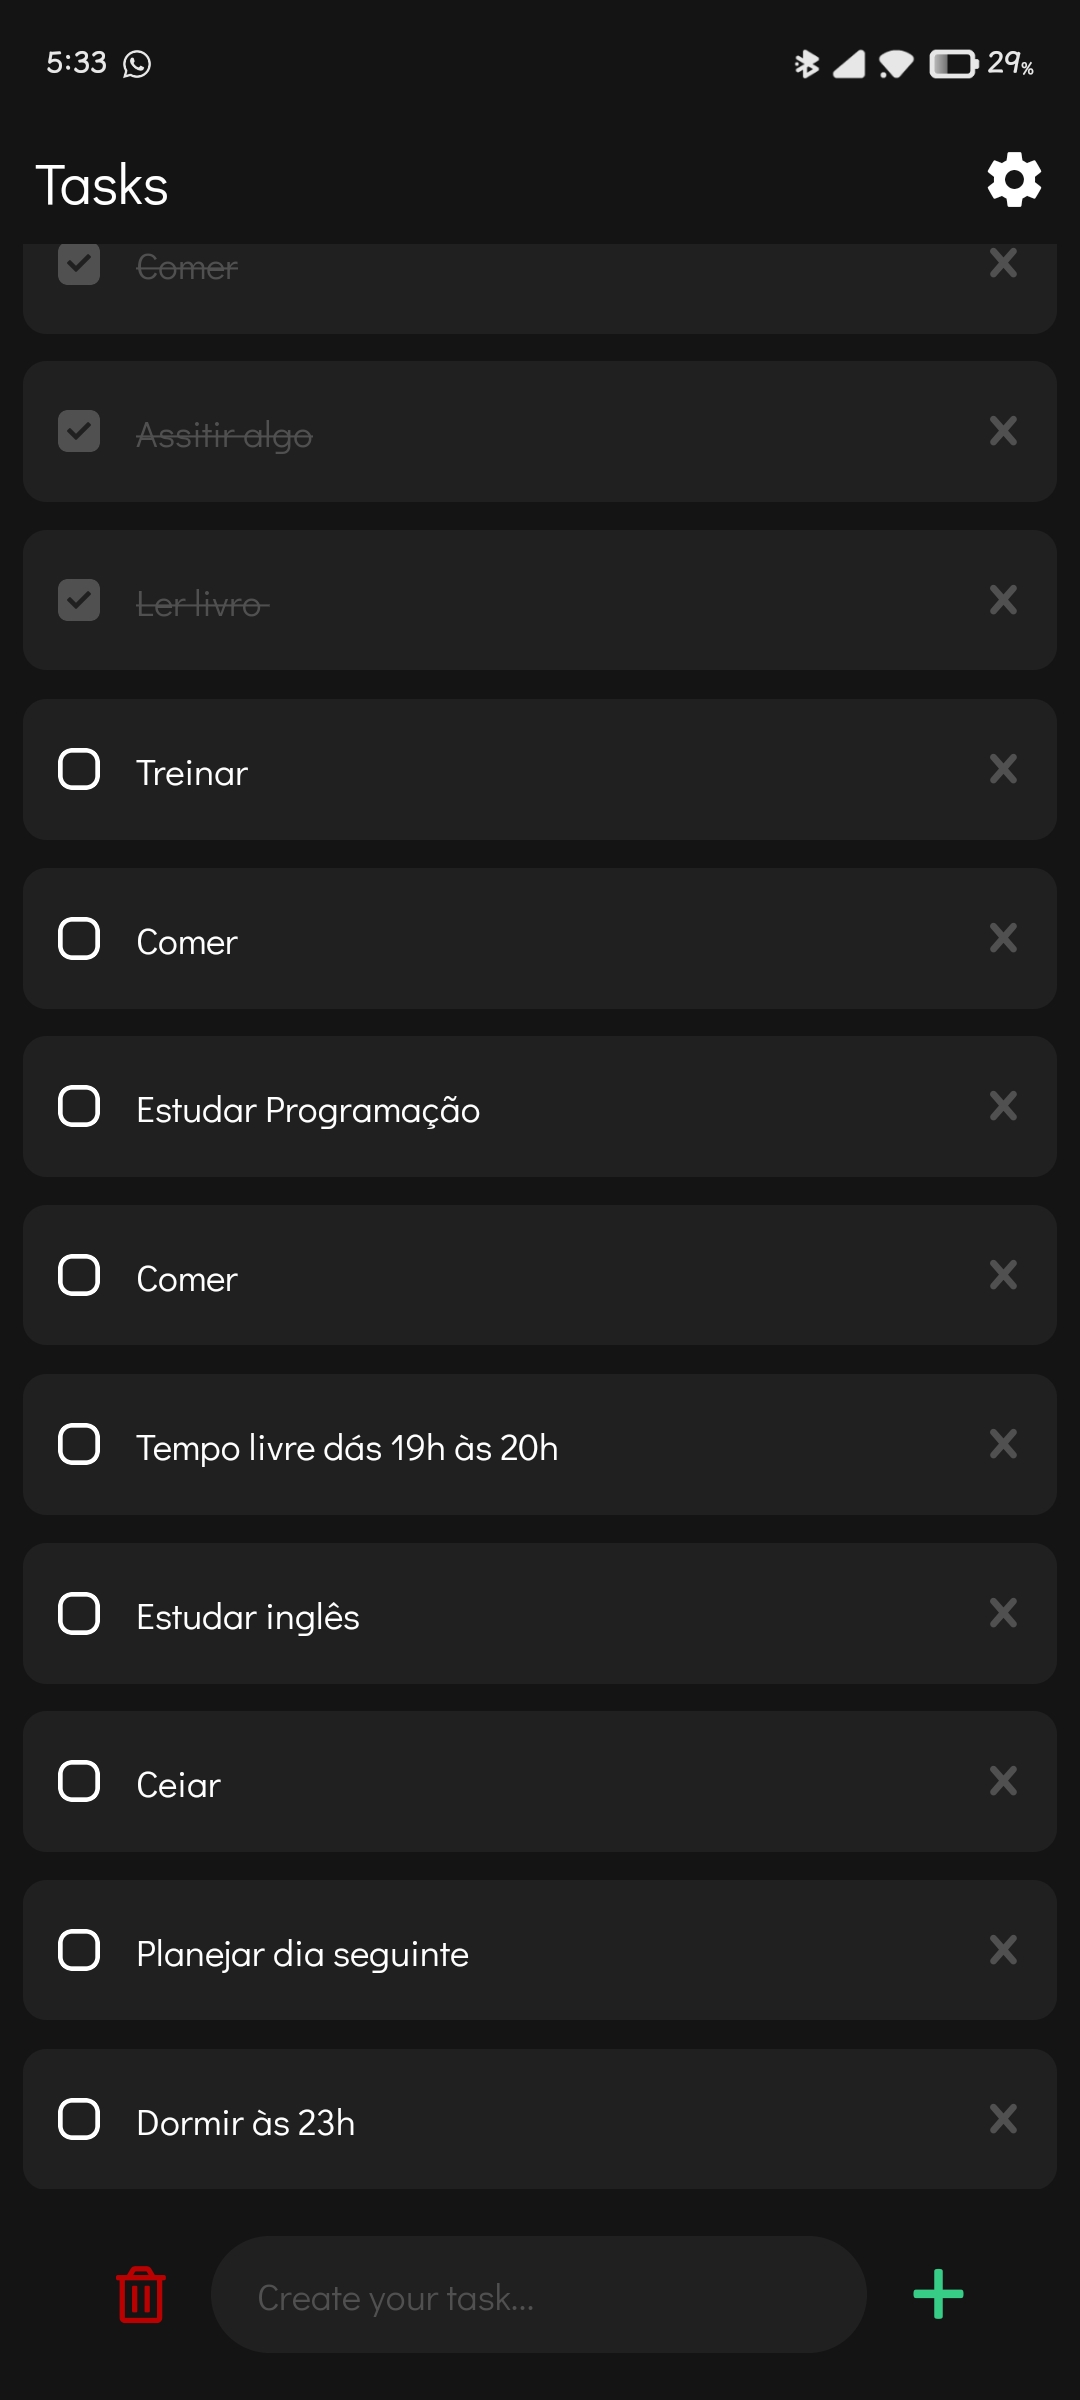 5:33
29%
Tasks
Comer
Assitir algo
Ler livro
Treinar
Comer
Estudar Programação
Comer
Tempo livre dás 19h às 20h
Estudar inglês
Ceiar
Planejar dia seguinte
Dormir às 23h
Create your task...